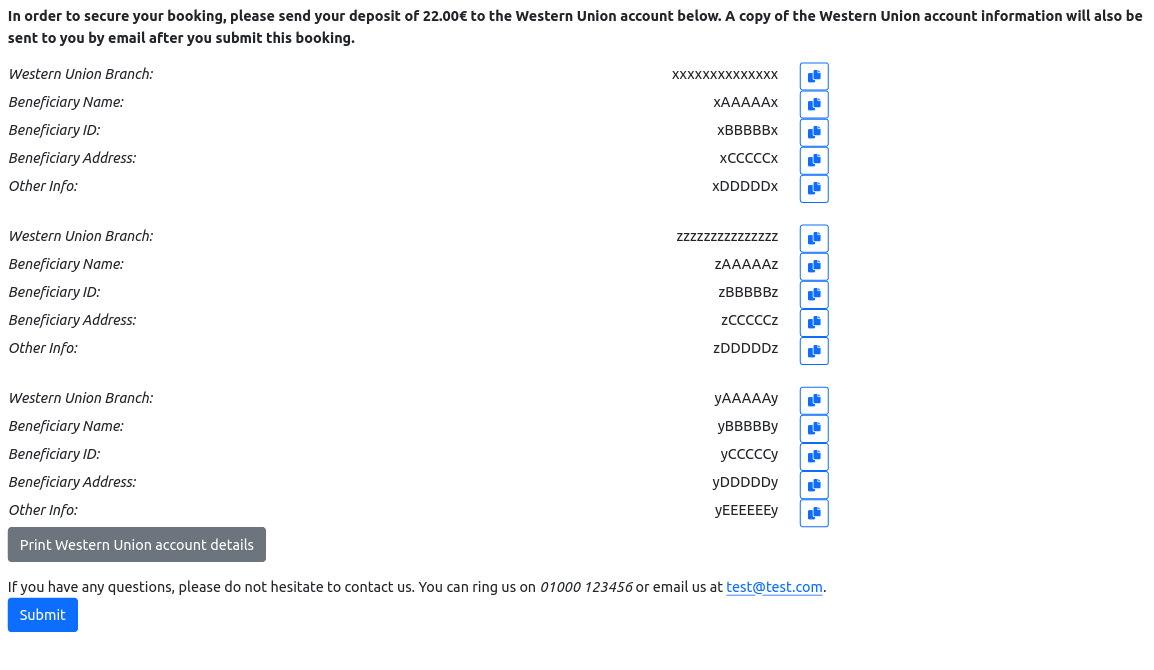 In order to secure your booking, please send your deposit of 22.00€ to the Western Union account below. A copy of the Western Union account information will also be
sent to you by email after you submit this booking.
Western Union Branch: xxxxxxxxxxxxxx
Beneficiary Name: xAAAAAx
Beneficiary ID: xBBBBBx
Beneficiary Address: xCCCCCx
Other Info: xDDDDDx
Western Union Branch: zzzzzzzzzzzzzzz
Beneficiary Name: zAAAAAz
Beneficiary ID: zBBBBBz
Beneficiary Address: zCCCCCz
Other Info: zDDDDDz
Western Union Branch: yAAAAAy
Beneficiary Name: yBBBBBy
Beneficiary ID: yCCCCCy
Beneficiary Address: yDDDDDy
Other Info: yEEEEEEy
Print Western Union account details
If you have any questions, please do not hesitate to contact us. You can ring us on 01000 123456 or email us at test@test.com.
Submit